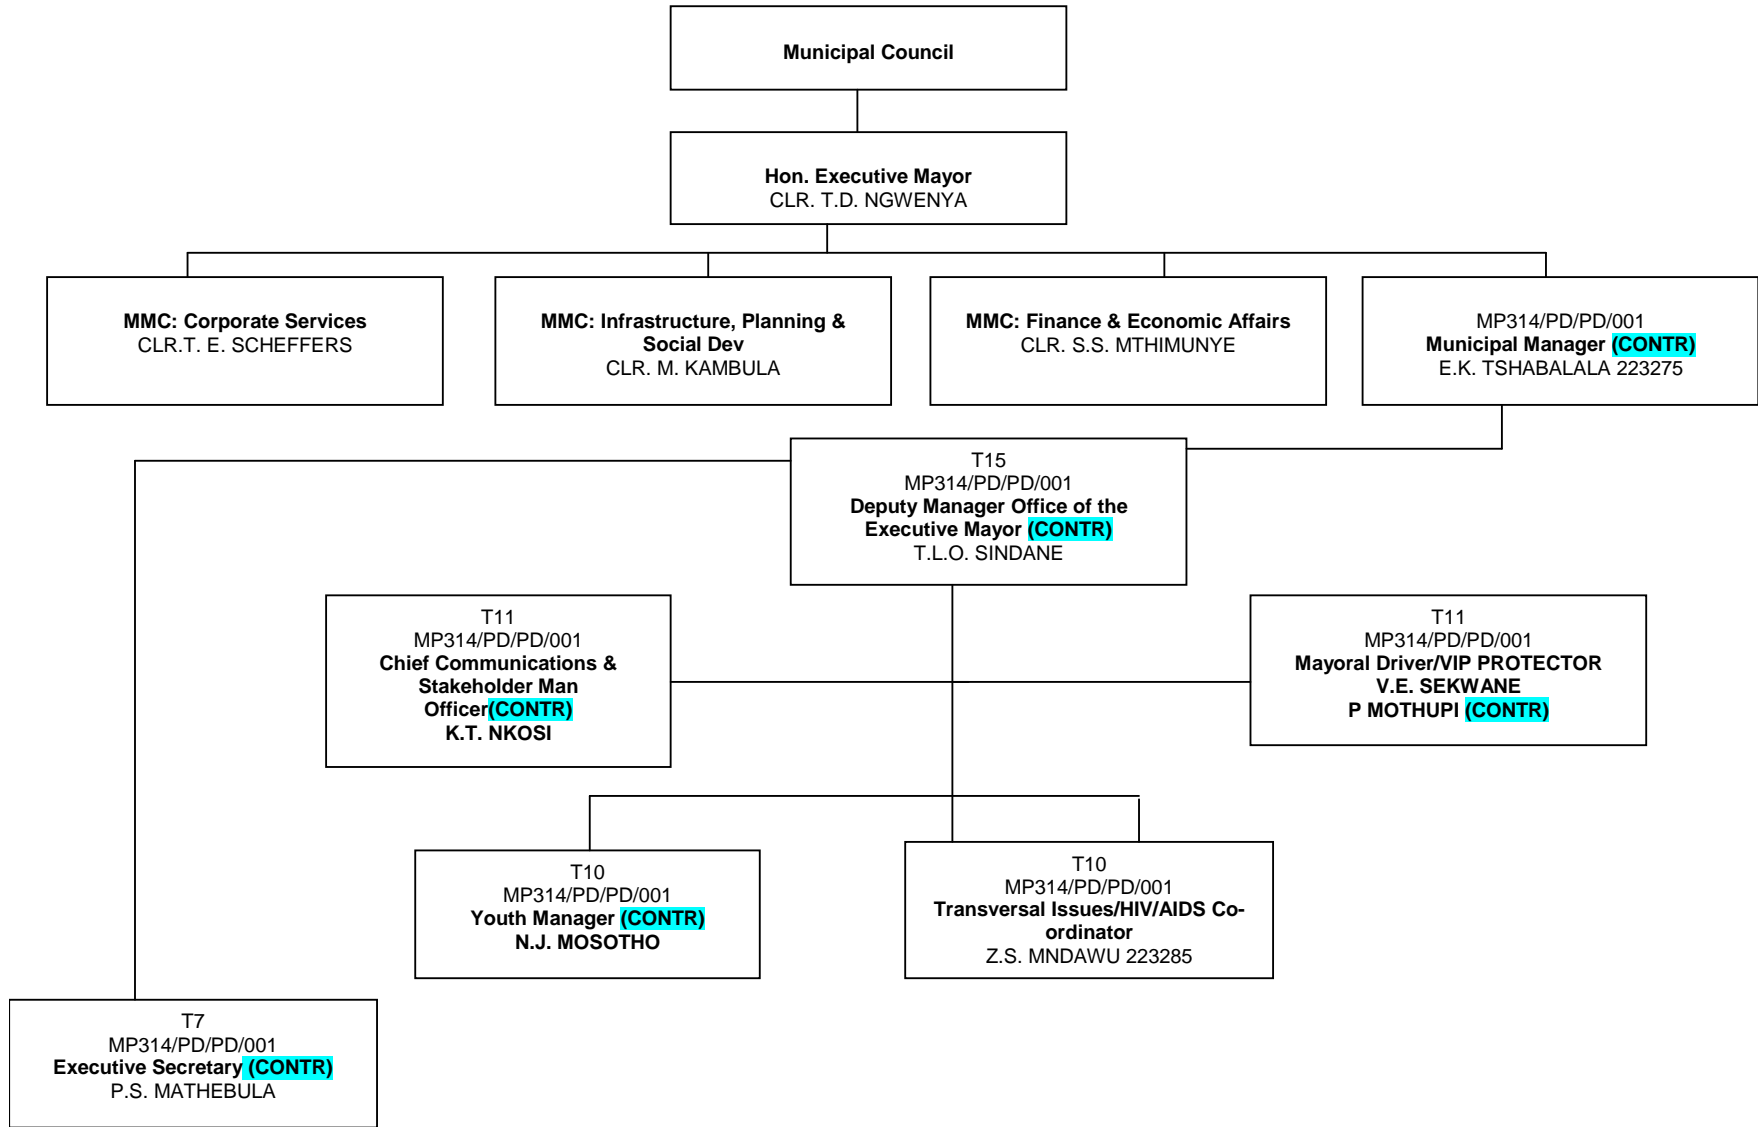 Municipal Council
Hon. Executive Mayor
CLR. T.D. NGWENYA
MMC: Corporate Services
CLR.T. E. SCHEFFERS
MMC: Infrastructure, Planning &
Social Dev
CLR. M. KAMBULA
MMC: Finance & Economic Affairs
CLR. S.S. MTHIMUNYE
MP314/PD/PD/001
Municipal Manager (CONTR)
E.K. TSHABALALA 223275
T15
MP314/PD/PD/001
Deputy Manager Office of the
Executive Mayor (CONTR)
T.L.O. SINDANE
T11
MP314/PD/PD/001
Chief Communications &
Stakeholder Man
Officer(CONTR)
K.T. NKOSI
T11
MP314/PD/PD/001
Mayoral Driver/VIP PROTECTOR
V.E. SEKWANE
P MOTHUPI (CONTR)
T10
MP314/PD/PD/001
Youth Manager (CONTR)
N.J. MOSOTHO
T10
MP314/PD/PD/001
Transversal Issues/HIV/AIDS Co-
ordinator
Z.S. MNDAWU 223285
T7
MP314/PD/PD/001
Executive Secretary (CONTR)
P.S. MATHEBULA